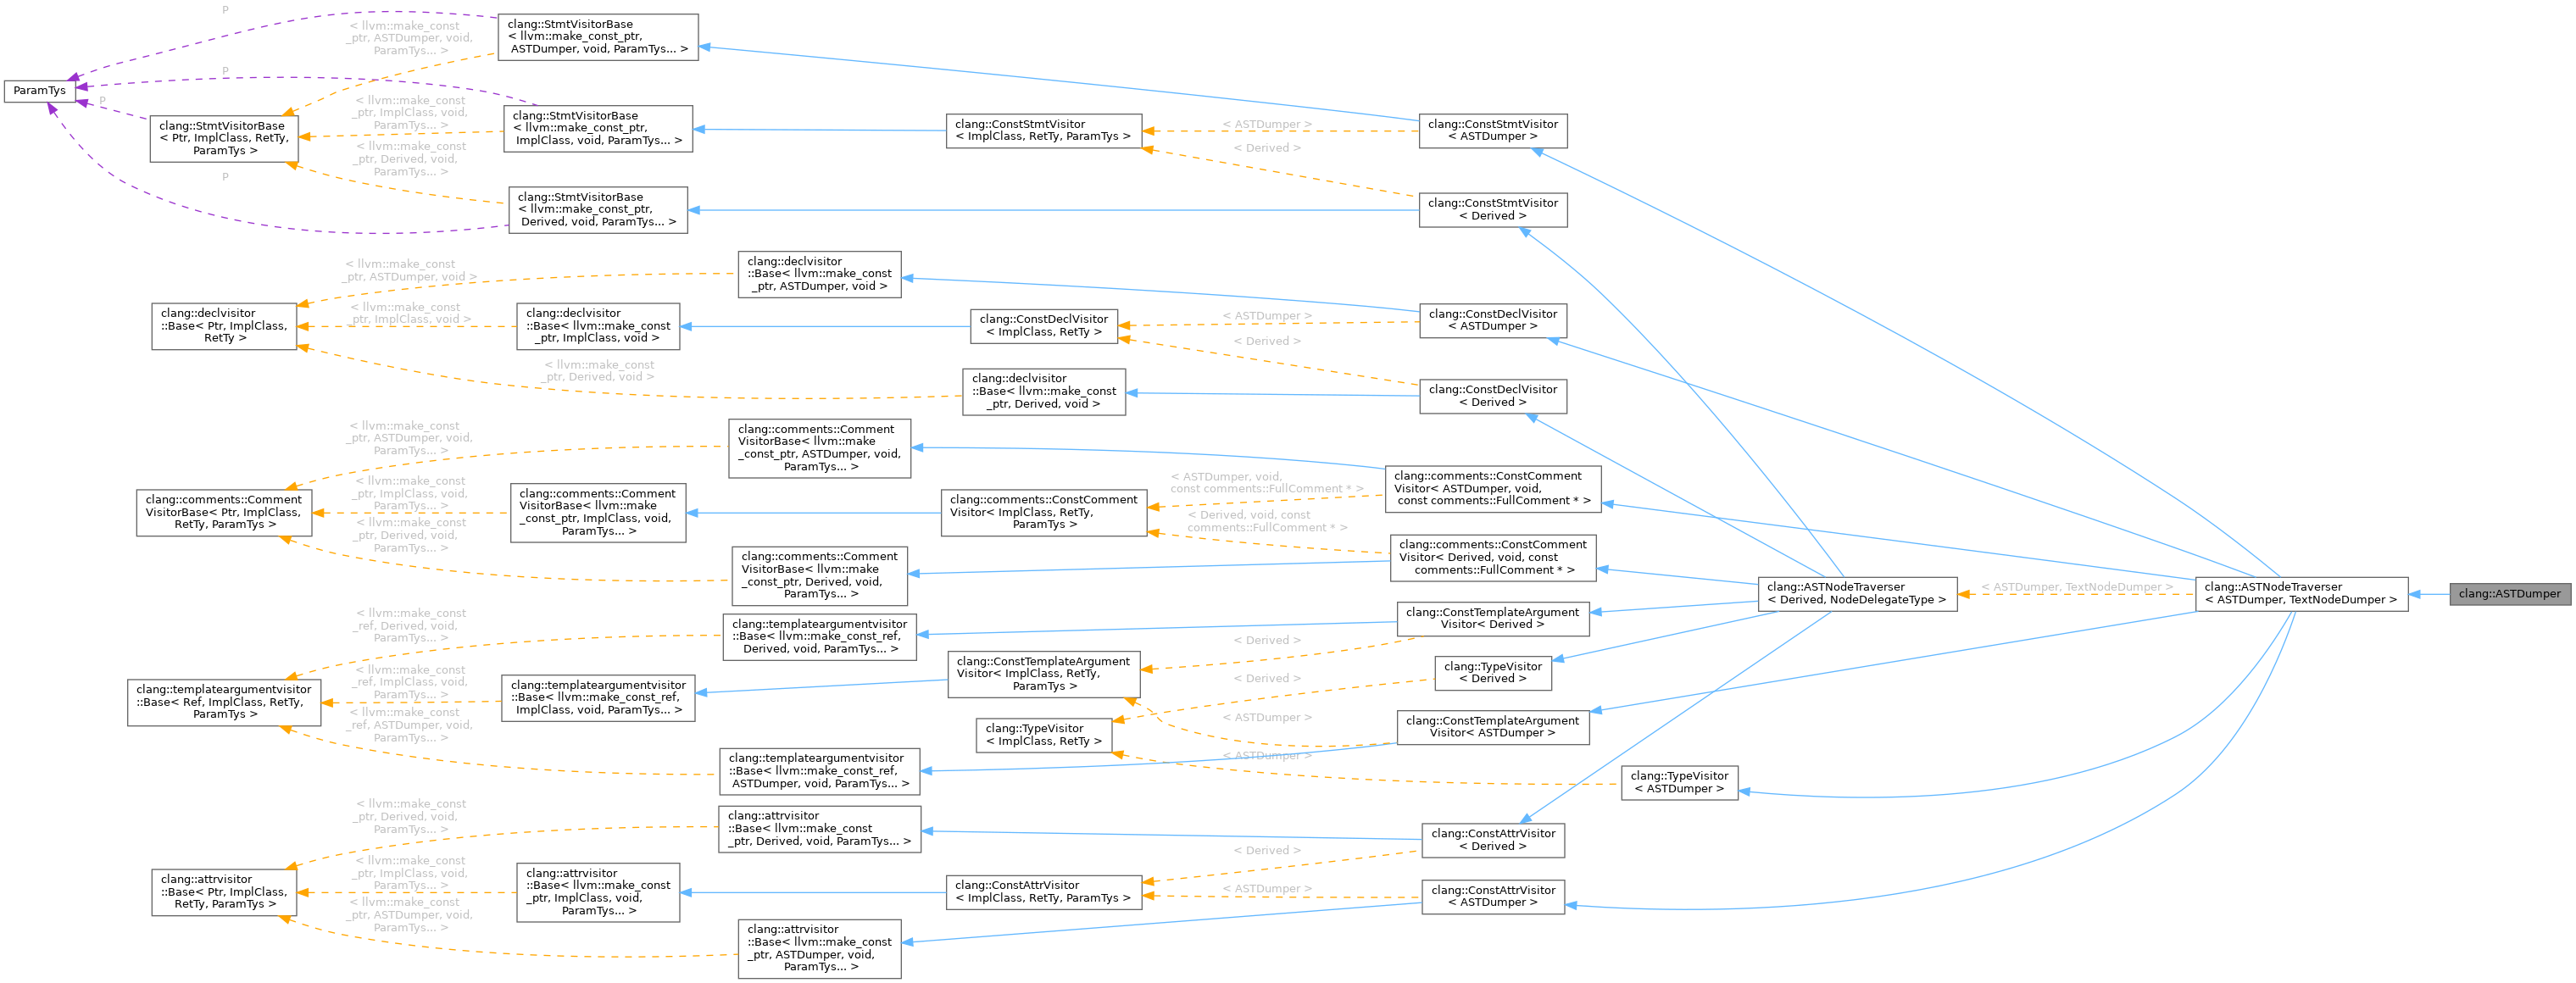 P
< llvm::make_const
_ptr, ASTDumper, void,
ParamTys... >
clang::StmtVisitorBase
< llvm::make_const_ptr,
ASTDumper, void, ParamTys... >
ParamTys
P
P
clang::StmtVisitorBase
< Ptr, ImplClass, RetTy,
ParamTys >
< llvm::make_const
_ptr, ImplClass, void,
ParamTys... >
clang::StmtVisitorBase
< llvm::make_const_ptr,
ImplClass, void, ParamTys... >
clang::ConstStmtVisitor
< ImplClass, RetTy, ParamTys >
< ASTDumper >
< Derived >
clang::ConstStmtVisitor
< ASTDumper >
P
< llvm::make_const
_ptr, Derived, void,
ParamTys... >
clang::StmtVisitorBase
< llvm::make_const_ptr,
Derived, void, ParamTys... >
clang::ConstStmtVisitor
< Derived >
< llvm::make_const
_ptr, ASTDumper, void >
clang::declvisitor
::Base< llvm::make_const
_ptr, ASTDumper, void >
clang::declvisitor
::Base< Ptr, ImplClass,
RetTy >
< llvm::make_const
_ptr, ImplClass, void >
clang::declvisitor
::Base< llvm::make_const
_ptr, ImplClass, void >
clang::ConstDeclVisitor
< ImplClass, RetTy >
< ASTDumper >
< Derived >
clang::ConstDeclVisitor
< ASTDumper >
< llvm::make_const
_ptr, Derived, void >
clang::declvisitor
::Base< llvm::make_const
_ptr, Derived, void >
clang::ConstDeclVisitor
< Derived >
< llvm::make_const
_ptr, ASTDumper, void,
ParamTys... >
clang::comments::Comment
VisitorBase< llvm::make
_const_ptr, ASTDumper, void,
ParamTys... >
clang::comments::Comment
VisitorBase< Ptr, ImplClass,
RetTy, ParamTys >
< llvm::make_const
_ptr, ImplClass, void,
ParamTys... >
clang::comments::Comment
VisitorBase< llvm::make
_const_ptr, ImplClass, void,
ParamTys... >
clang::comments::ConstComment
Visitor< ImplClass, RetTy,
ParamTys >
< ASTDumper, void,
const comments::FullComment * >
clang::comments::ConstComment
Visitor< ASTDumper, void,
const comments::FullComment * >
< Derived, void, const
comments::FullComment * >
< llvm::make_const
_ptr, Derived, void,
ParamTys... >
clang::comments::Comment
VisitorBase< llvm::make
_const_ptr, Derived, void,
ParamTys... >
clang::comments::ConstComment
Visitor< Derived, void, const
comments::FullComment * >
clang::ASTNodeTraverser
< Derived, NodeDelegateType >
< ASTDumper, TextNodeDumper >
clang::ASTNodeTraverser
< ASTDumper, TextNodeDumper >
clang::ASTDumper
< llvm::make_const
_ref, Derived, void,
ParamTys... >
clang::templateargumentvisitor
::Base< llvm::make_const_ref,
Derived, void, ParamTys... >
clang::ConstTemplateArgument
Visitor< Derived >
< Derived >
clang::templateargumentvisitor
::Base< Ref, ImplClass, RetTy,
ParamTys >
< llvm::make_const
_ref, ImplClass, void,
ParamTys... >
clang::templateargumentvisitor
::Base< llvm::make_const_ref,
ImplClass, void, ParamTys... >
clang::ConstTemplateArgument
Visitor< ImplClass, RetTy,
ParamTys >
< Derived >
clang::TypeVisitor
< Derived >
< llvm::make_const
_ref, ASTDumper, void,
ParamTys... >
clang::TypeVisitor
< ImplClass, RetTy >
< ASTDumper >
clang::ConstTemplateArgument
Visitor< ASTDumper >
clang::templateargumentvisitor
::Base< llvm::make_const_ref,
ASTDumper, void, ParamTys... >
< ASTDumper >
clang::TypeVisitor
< ASTDumper >
< llvm::make_const
_ptr, Derived, void,
ParamTys... >
clang::attrvisitor
::Base< llvm::make_const
_ptr, Derived, void, ParamTys... >
clang::ConstAttrVisitor
< Derived >
< Derived >
clang::attrvisitor
::Base< Ptr, ImplClass,
RetTy, ParamTys >
< llvm::make_const
_ptr, ImplClass, void,
ParamTys... >
clang::attrvisitor
::Base< llvm::make_const
_ptr, ImplClass, void,
ParamTys... >
clang::ConstAttrVisitor
< ImplClass, RetTy, ParamTys >
< ASTDumper >
clang::ConstAttrVisitor
< ASTDumper >
< llvm::make_const
_ptr, ASTDumper, void,
ParamTys... >
clang::attrvisitor
::Base< llvm::make_const
_ptr, ASTDumper, void,
ParamTys... >